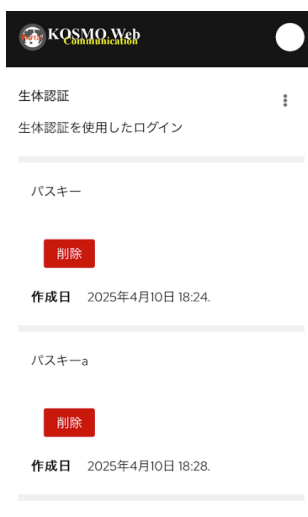 Party
KOSMO Web
Communication
生体認証
生体認証を使用したログイン
パスキー
削除
作成日 2025年4月10日 18:24.
パスキーa
削除
作成日 2025年4月10日 18:28.